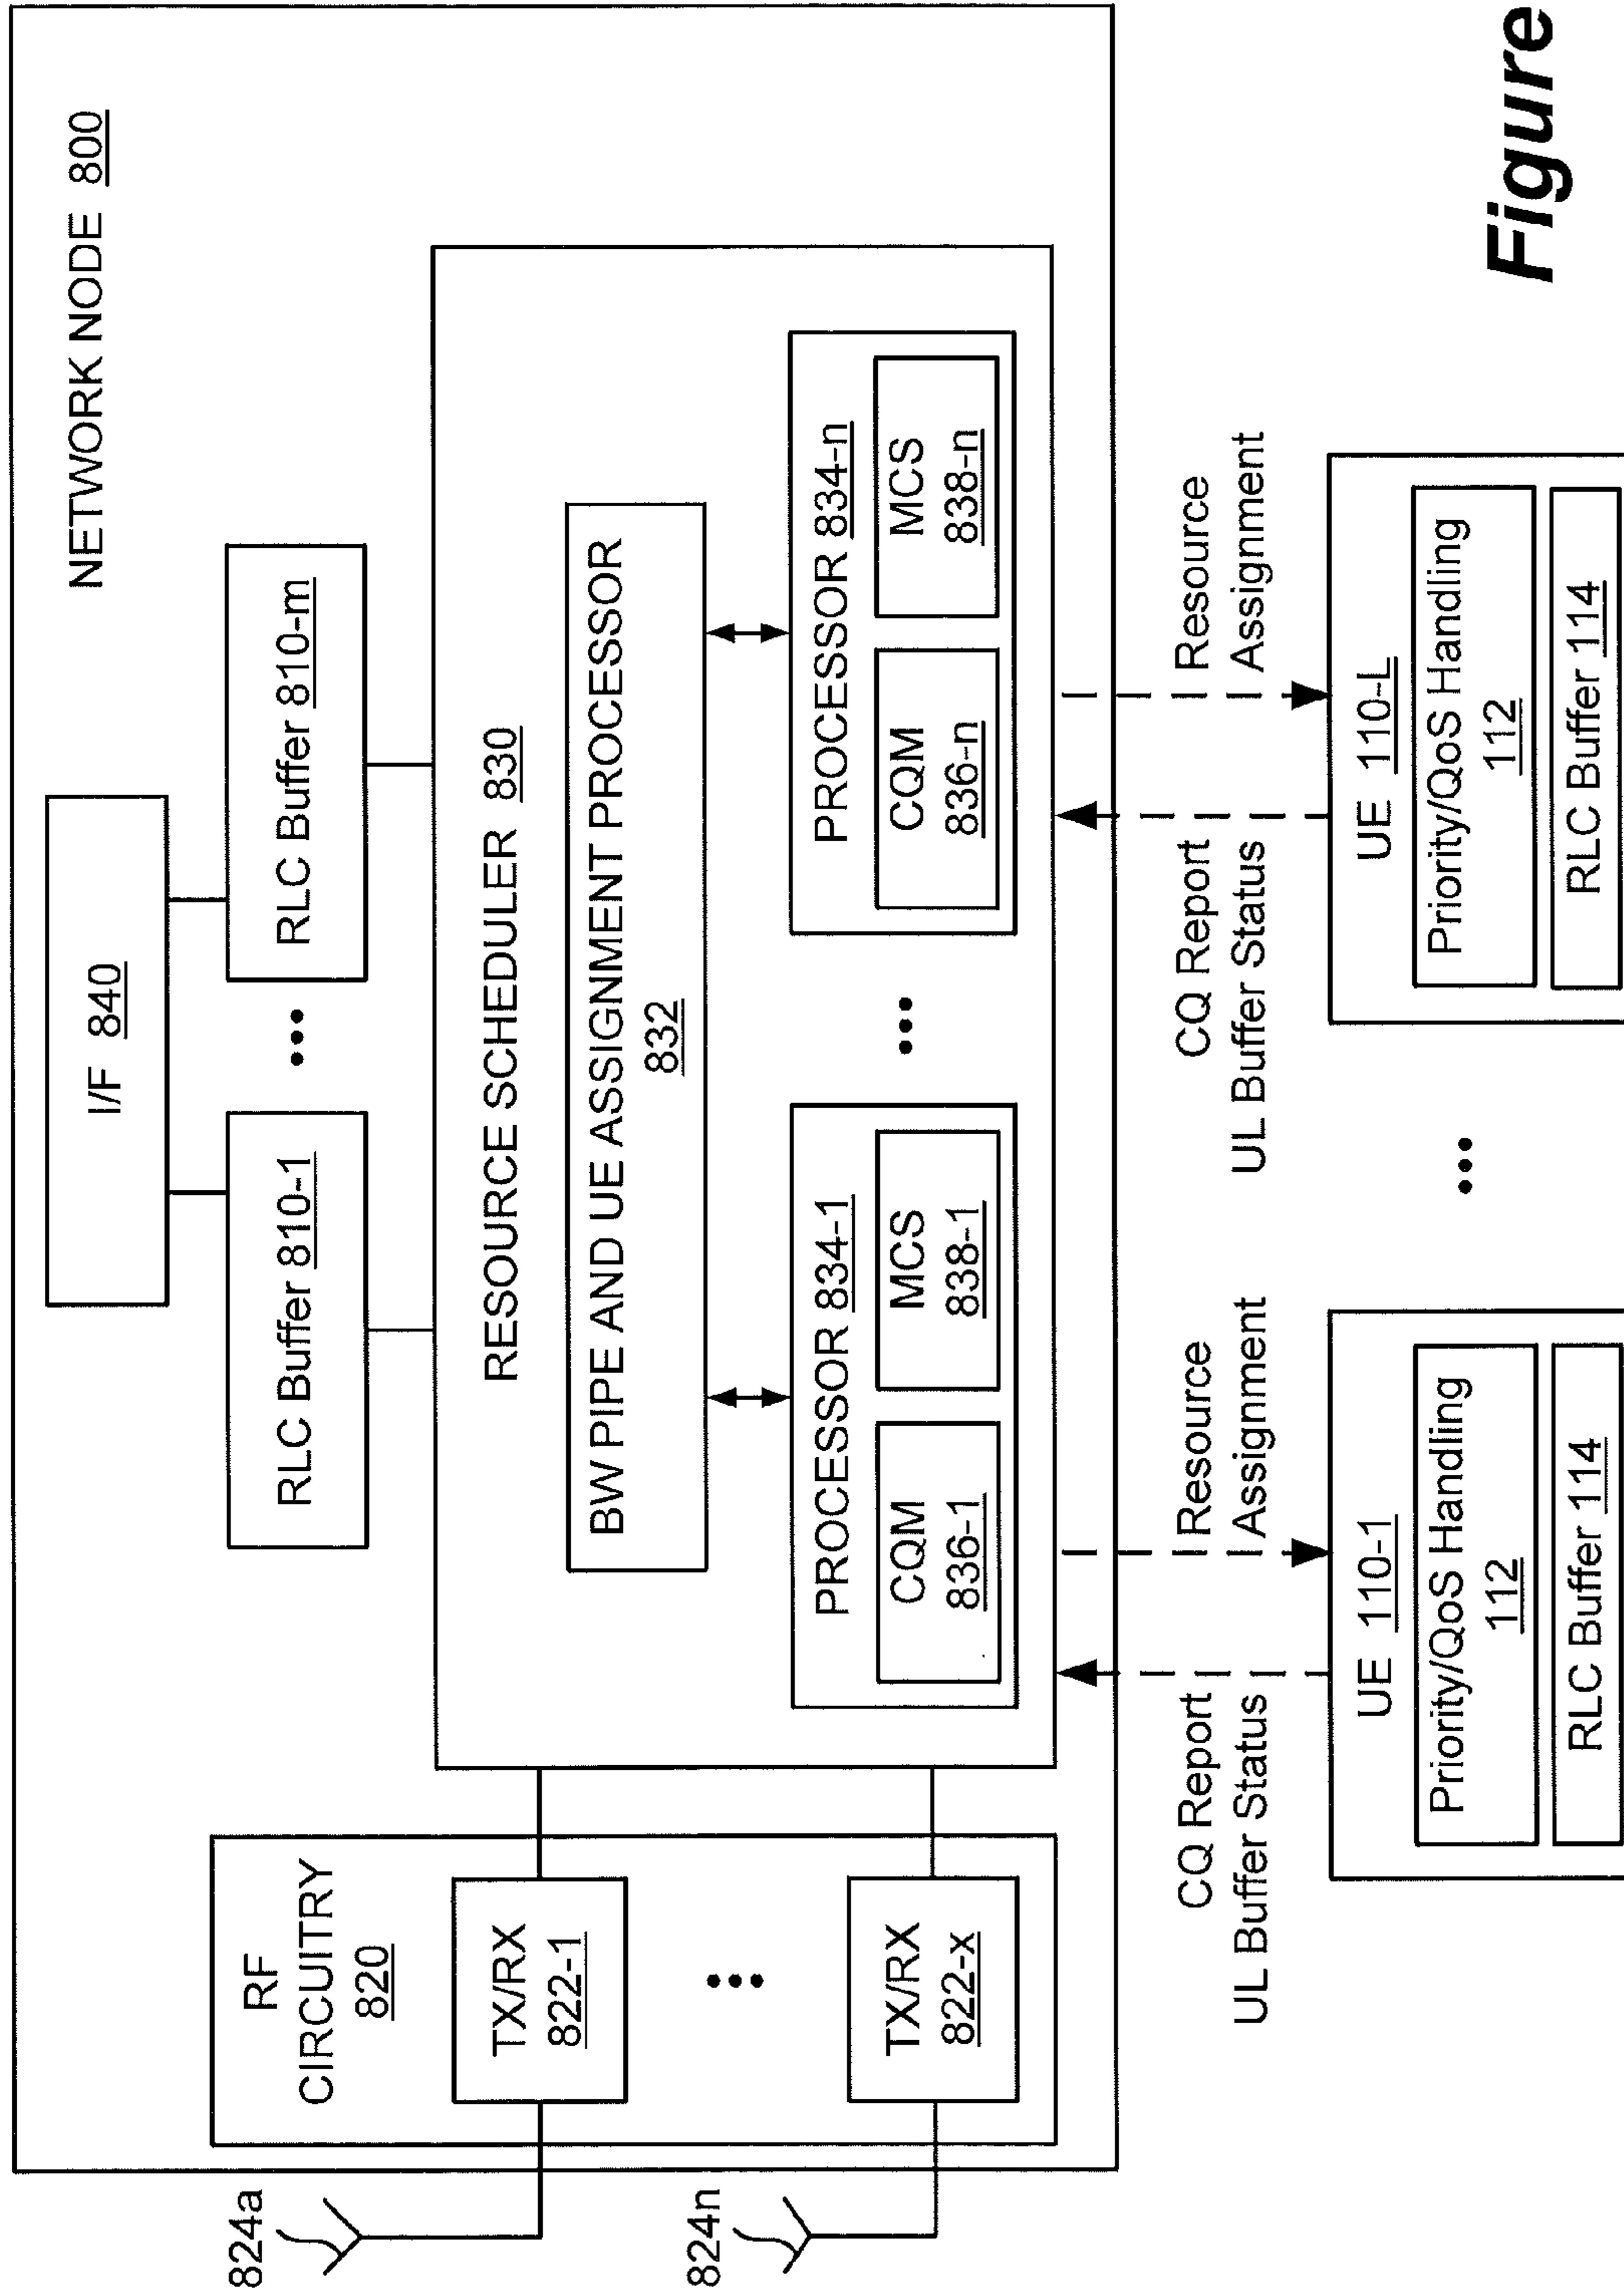 NETWORK NODE 800
I/F 840
RLC Buffer 810-1
...
RLC Buffer 810-m
RF
CIRCUITRY
820
TX/RX
822-1
...
TX/RX
822-x
824a
824n
RESOURCE SCHEDULER 830
BW PIPE AND UE ASSIGNMENT PROCESSOR
832
PROCESSOR 834-1
CQM
836-1
MCS
838-1
...
PROCESSOR 834-n
CQM
836-n
MCS
838-n
CQ Report
UL Buffer Status
Resource
Assignment
CQ Report
UL Buffer Status
Resource
Assignment
UE 110-1
Priority/QoS Handling
112
RLC Buffer 114
...
UE 110-L
Priority/QoS Handling
112
RLC Buffer 114
Figure